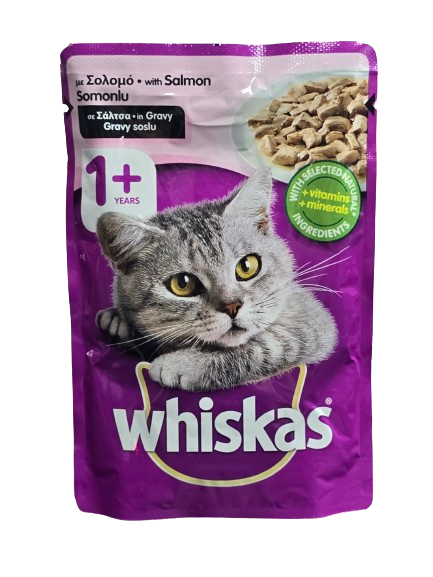 με Σολομό • with Salmon
Somonlu
σε Σάλτσα • in Gravy
Gravy soslu
1+
YEARS
WITH SELECTED NATURAL*
+vitamins
+minerals
INGREDIENTS
whiskas®